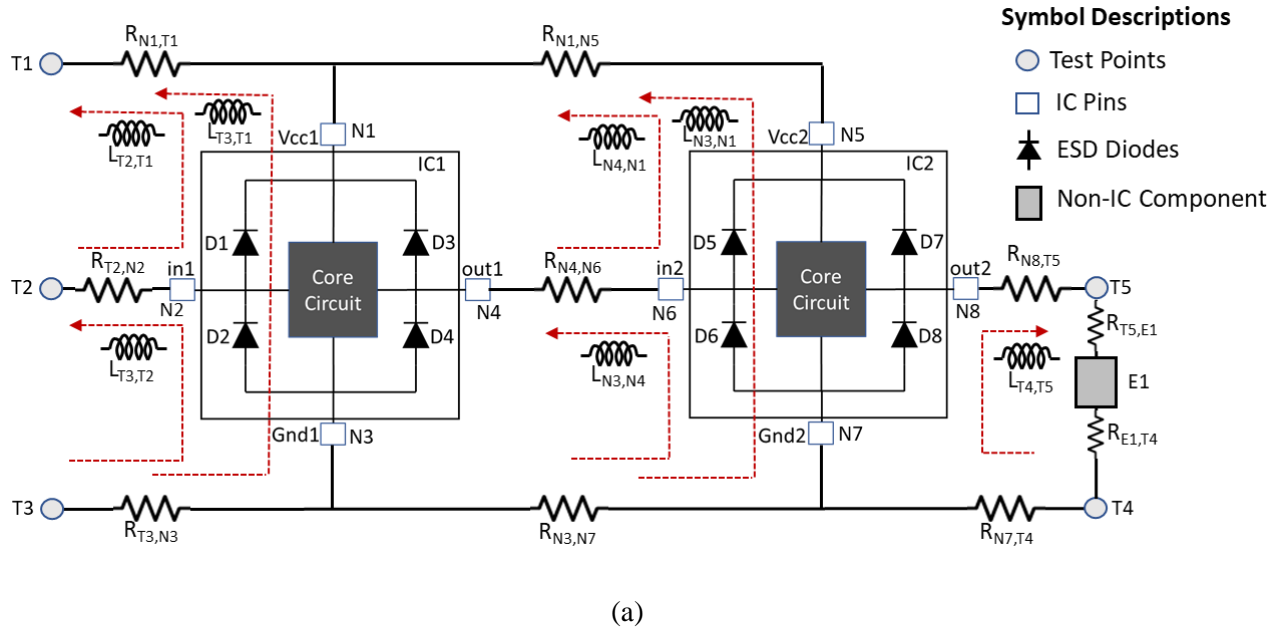 Symbol Descriptions
Test Points
IC Pins
ESD Diodes
Non-IC Component
T1
R_N1,T1
R_N1,N5
L_T2,T1
L_T3,T1
Vcc1
N1
L_N4,N1
L_N3,N1
Vcc2
N5
IC1
IC2
D1
D3
D5
D7
T2
R_T2,N2
in1
N2
Core
Circuit
out1
N4
R_N4,N6
in2
N6
Core
Circuit
out2
N8
R_N8,T5
T5
R_T5,E1
L_T3,T2
D2
D4
L_N3,N4
D6
D8
L_T4,T5
E1
R_E1,T4
Gnd1
N3
Gnd2
N7
T3
R_T3,N3
R_N3,N7
R_N7,T4
T4
(a)